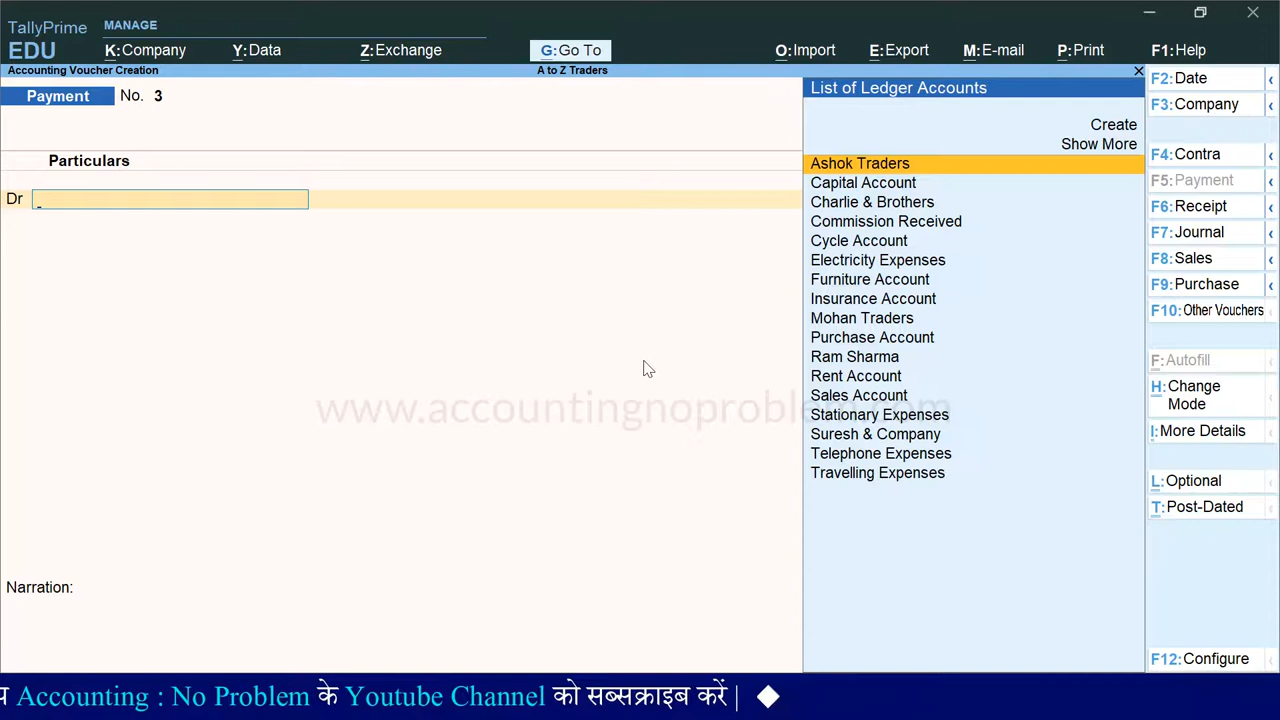 TallyPrime
EDU
MANAGE
K:Company
Y:Data
Z:Exchange
G:Go To
O:Import
E:Export
M:E-mail
P:Print
F1:Help
Accounting Voucher Creation
A to Z Traders
Payment No. 3
Particulars
Dr
Narration:
List of Ledger Accounts
Create
Show More
Ashok Traders
Capital Account
Charlie & Brothers
Commission Received
Cycle Account
Electricity Expenses
Furniture Account
Insurance Account
Mohan Traders
Purchase Account
Ram Sharma
Rent Account
Sales Account
Stationary Expenses
Suresh & Company
Telephone Expenses
Travelling Expenses
F2:Date
F3:Company
F4:Contra
F5:Payment
F6:Receipt
F7:Journal
F8:Sales
F9:Purchase
F10:Other Vouchers
F:Autofill
H:Change
Mode
I:More Details
L:Optional
T:Post-Dated
F12:Configure
www.accountingnoproblem.com
Accounting : No Problem के Youtube Channel को सब्सक्राइब करें |